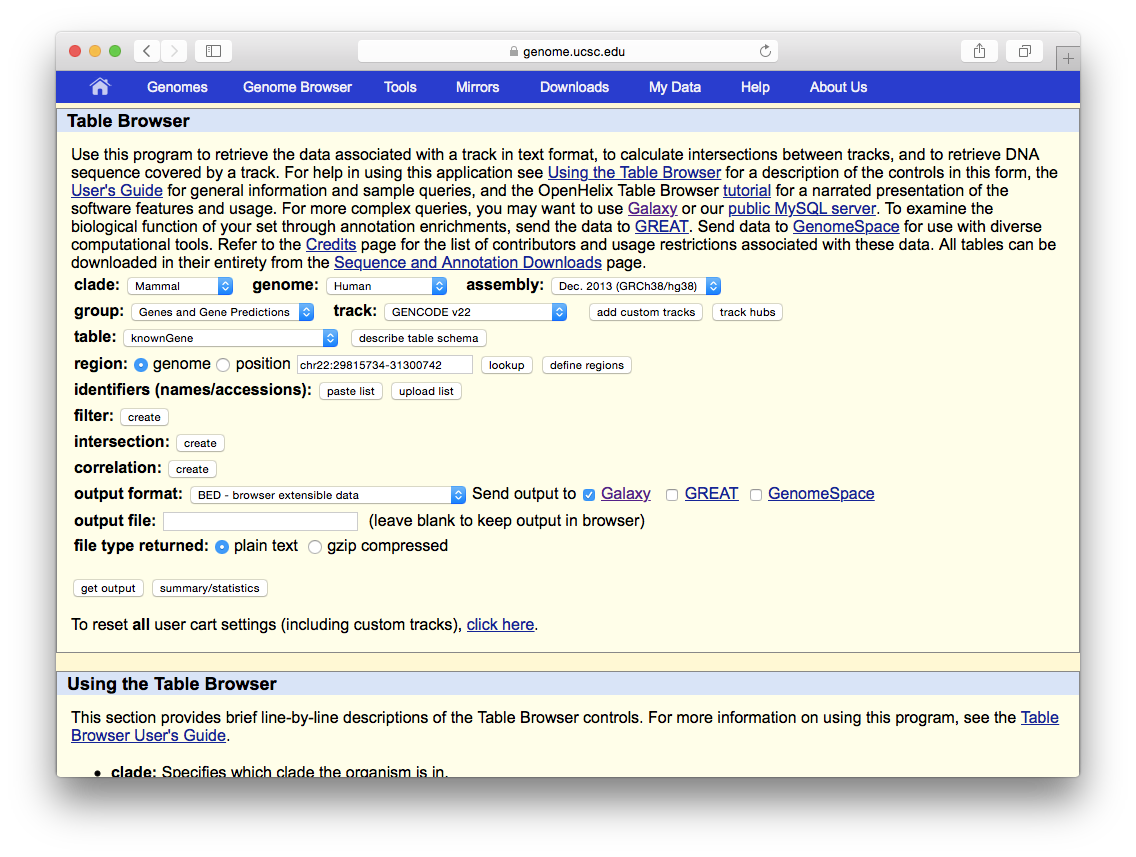 genome.ucsc.edu
Genomes Genome Browser Tools Mirrors Downloads My Data Help About Us
Table Browser
Use this program to retrieve the data associated with a track in text format, to calculate intersections between tracks, and to retrieve DNA
sequence covered by a track. For help in using this application see Using the Table Browser for a description of the controls in this form, the
User's Guide for general information and sample queries, and the OpenHelix Table Browser tutorial for a narrated presentation of the
software features and usage. For more complex queries, you may want to use Galaxy or our public MySQL server. To examine the
biological function of your set through annotation enrichments, send the data to GREAT. Send data to GenomeSpace for use with diverse
computational tools. Refer to the Credits page for the list of contributors and usage restrictions associated with these data. All tables can be
downloaded in their entirety from the Sequence and Annotation Downloads page.
clade: Mammal genome: Human assembly: Dec. 2013 (GRCh38/hg38)
group: Genes and Gene Predictions track: GENCODE v22 add custom tracks track hubs
table: knownGene describe table schema
region: genome position chr22:29815734-31300742 lookup define regions
identifiers (names/accessions): paste list upload list
filter: create
intersection: create
correlation: create
output format: BED - browser extensible data Send output to Galaxy GREAT GenomeSpace
output file: (leave blank to keep output in browser)
file type returned: plain text gzip compressed
get output summary/statistics
To reset all user cart settings (including custom tracks), click here.
Using the Table Browser
This section provides brief line-by-line descriptions of the Table Browser controls. For more information on using this program, see the Table
Browser User's Guide.
• clade: Specifies which clade the organism is in.